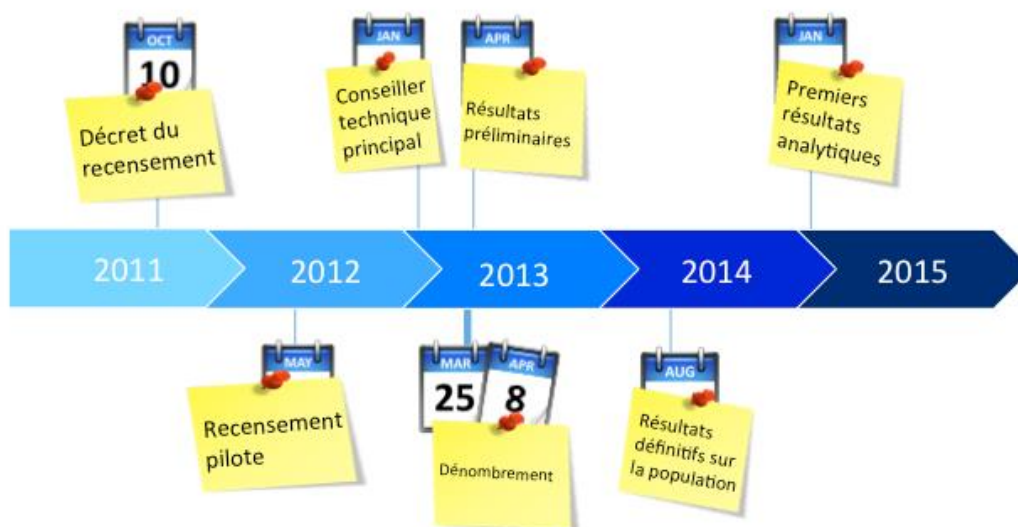 OCT
10
Décret du
recensement
JAN
Conseiller
technique
principal
APR
Résultats
préliminaires
JAN
Premiers
résultats
analytiques
2011
2012
2013
2014
2015
MAY
Recensement
pilote
MAR
25
APR
8
Dénombrement
AUG
Résultats
définitifs sur
la population